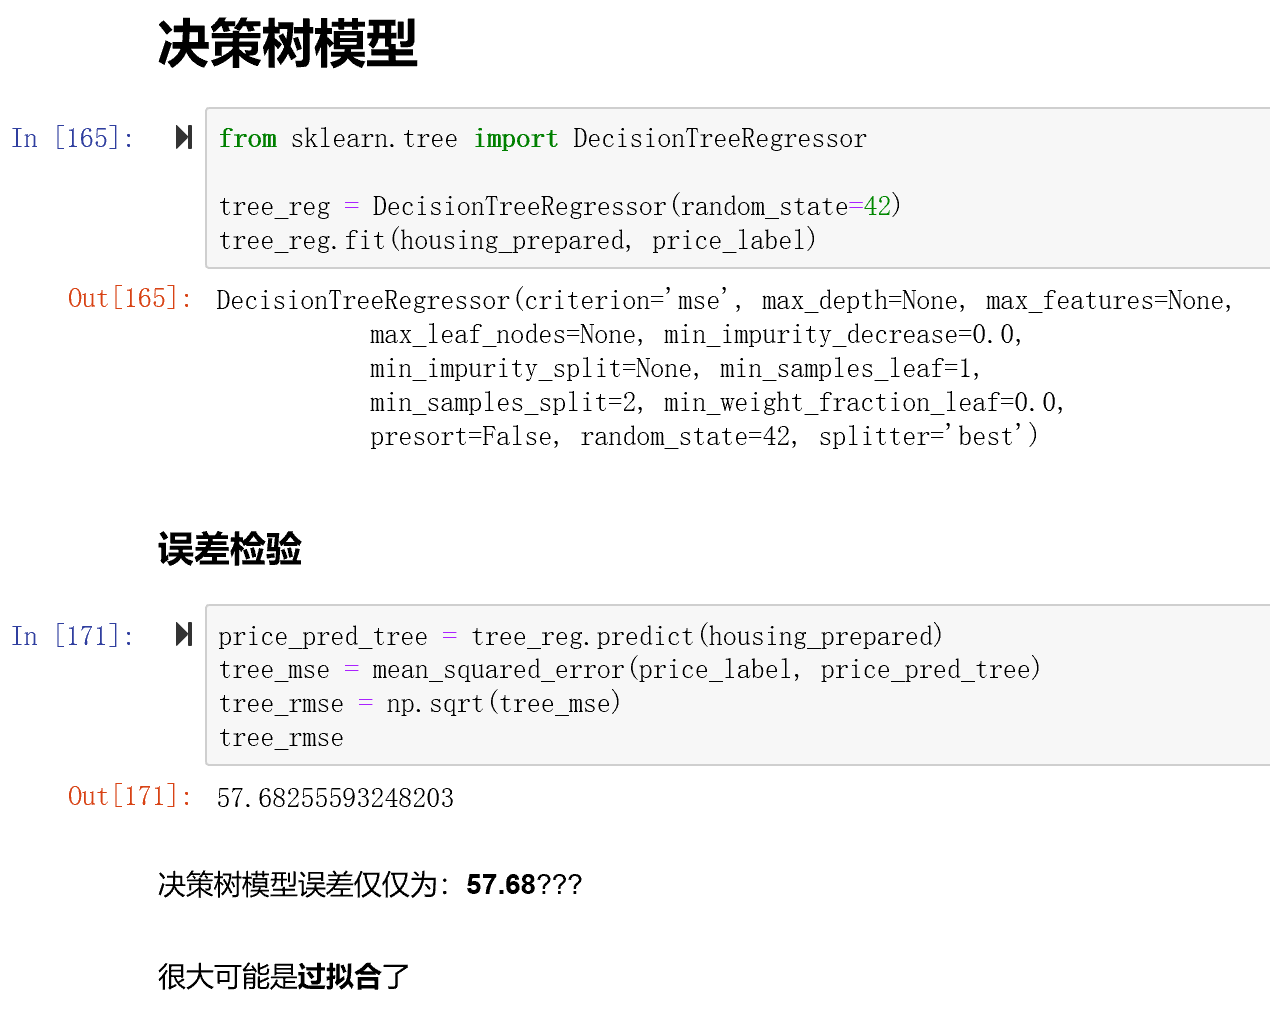 决策树模型
In [165]:
from sklearn.tree import DecisionTreeRegressor
tree_reg = DecisionTreeRegressor(random_state=42)
tree_reg.fit(housing_prepared, price_label)
Out[165]:
DecisionTreeRegressor(criterion='mse', max_depth=None, max_features=None,
max_leaf_nodes=None, min_impurity_decrease=0.0,
min_impurity_split=None, min_samples_leaf=1,
min_samples_split=2, min_weight_fraction_leaf=0.0,
presort=False, random_state=42, splitter='best')
误差检验
In [171]:
price_pred_tree = tree_reg.predict(housing_prepared)
tree_mse = mean_squared_error(price_label, price_pred_tree)
tree_rmse = np.sqrt(tree_mse)
tree_rmse
Out[171]:
57.68255593248203
决策树模型误差仅仅为：57.68???
很大可能是过拟合了